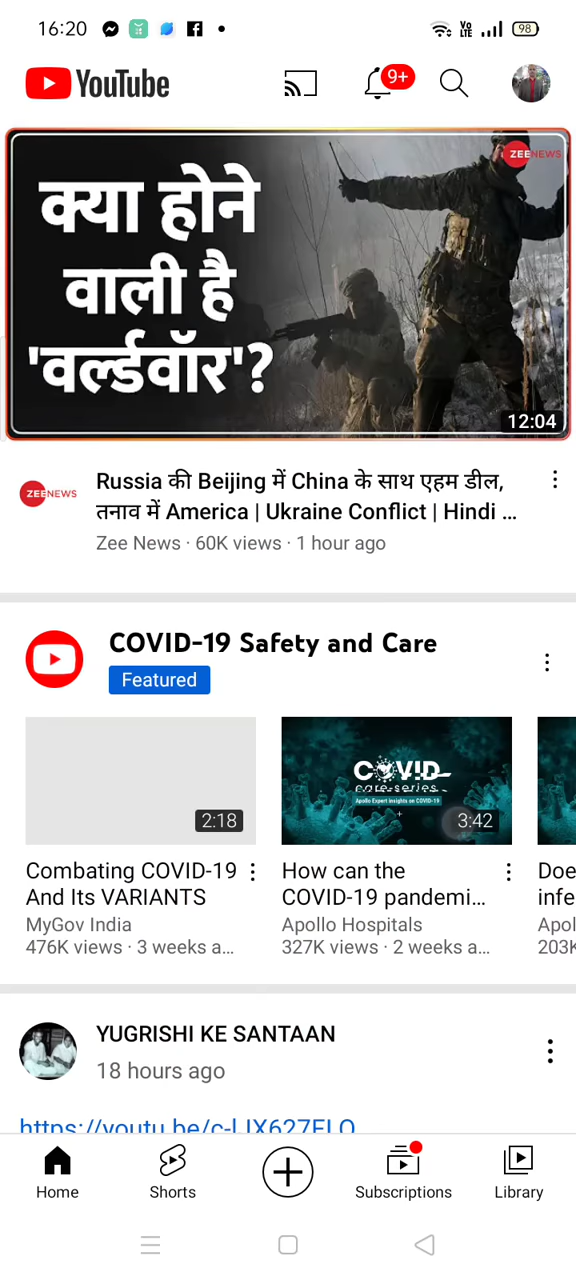 16:20
Vo
LTE
98
YouTube
9+
ZEE NEWS
क्या होने
वाली है
'वर्ल्डवॉर'?
12:04
ZEE NEWS
Russia की Beijing में China के साथ एहम डील,
तनाव में America | Ukraine Conflict | Hindi ...
Zee News · 60K views · 1 hour ago
COVID-19 Safety and Care
Featured
2:18
COVID
care-series.
Apollo Expert Insights on COVID-19
3:42
Combating COVID-19
And Its VARIANTS
MyGov India
476K views · 3 weeks a...
How can the
COVID-19 pandemi...
Apollo Hospitals
327K views · 2 weeks a...
Doe
infe
Apol
203K
YUGRISHI KE SANTAAN
18 hours ago
Home
Shorts
Subscriptions
Library